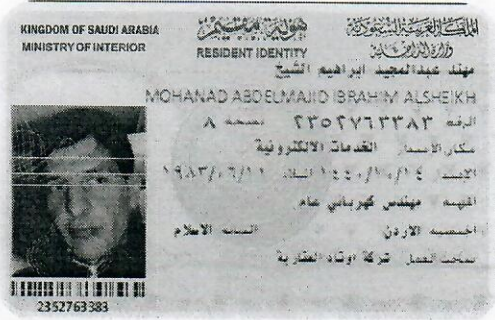 KINGDOM OF SAUDI ARABIA
MINISTRY OF INTERIOR
هوية مقيم
RESIDENT IDENTITY
المملكة العربية السعودية
وزارة الداخلية
مهند عبدالمجيد ابراهيم الشيخ
MOHANAD ABDELMAJID IBRAHIM ALSHEIKH
الرقم ٢٣٥٢٧٦٣٣٨٣ نسخة ٨
مكان الاصدار الخدمات الالكترونية
١٤٤٠/١٠/١٤ الميلاد ١٩٨٣/٠٦/١١
المهنة مهندس كهربائي عام
الجنسية الاردن الديانة الاسلام
صاحب العمل شركة اوتاد العقارية
2352763383